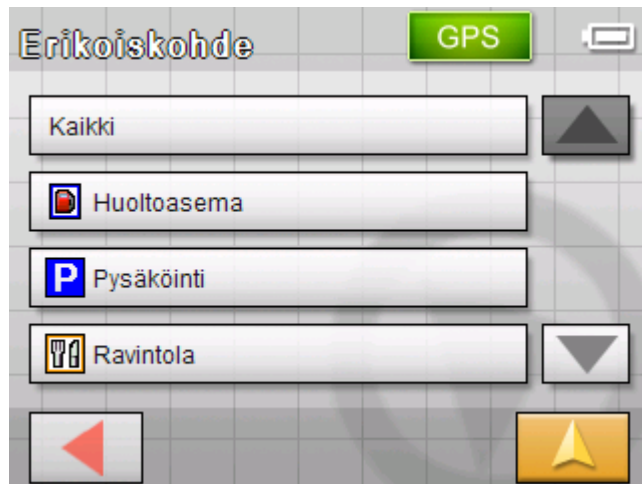 Erikoiskohde
GPS
Kaikki
Huoltoasema
P Pysäköinti
Ravintola